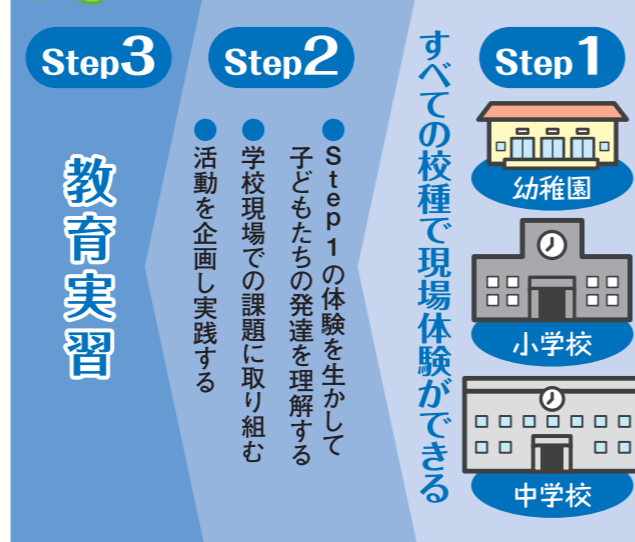 Step1
幼稚園
小学校
中学校
すべての校種で現場体験ができる
Step2
●Step1の体験を生かして
子どもたちの発達を理解する
●学校現場での課題に取り組む
●活動を企画し実践する
Step3
教育実習